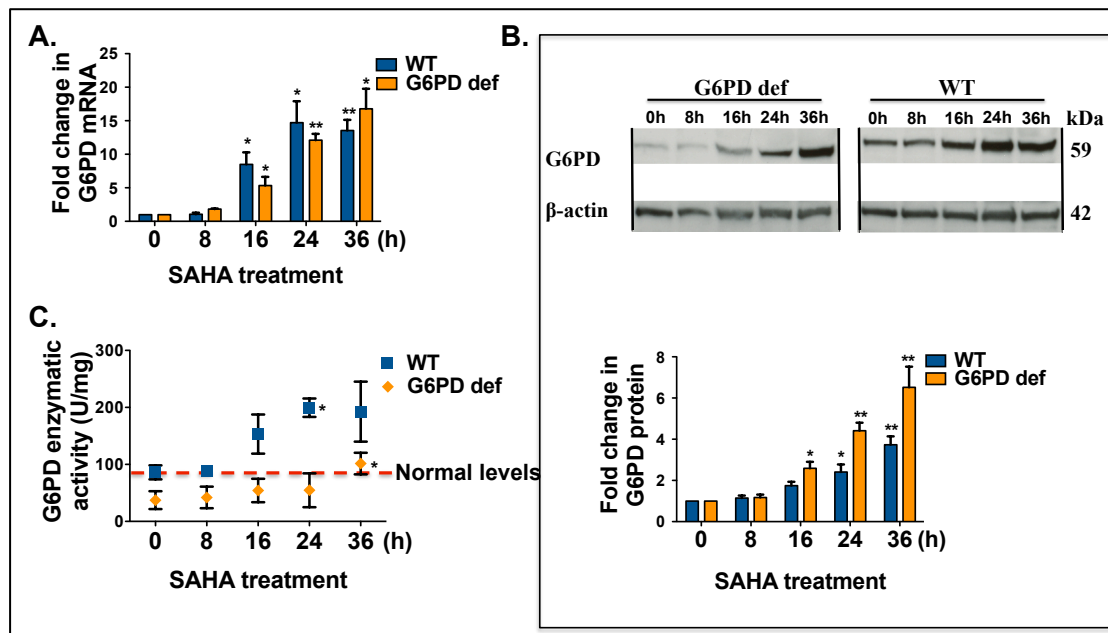 A.
Fold change in
G6PD mRNA
25
20
15
10
5
0
WT
G6PD def
* * * ** ** *
0 8 16 24 36 (h)
SAHA treatment
B.
G6PD def WT
0h 8h 16h 24h 36h 0h 8h 16h 24h 36h kDa
G6PD 59
β-actin 42
Fold change in
G6PD protein
8
6
4
2
0
WT
G6PD def
* * ** ** **
0 8 16 24 36 (h)
SAHA treatment
C.
G6PD enzymatic
activity (U/mg)
300
200
100
0
WT
G6PD def
*
* Normal levels
0 8 16 24 36 (h)
SAHA treatment